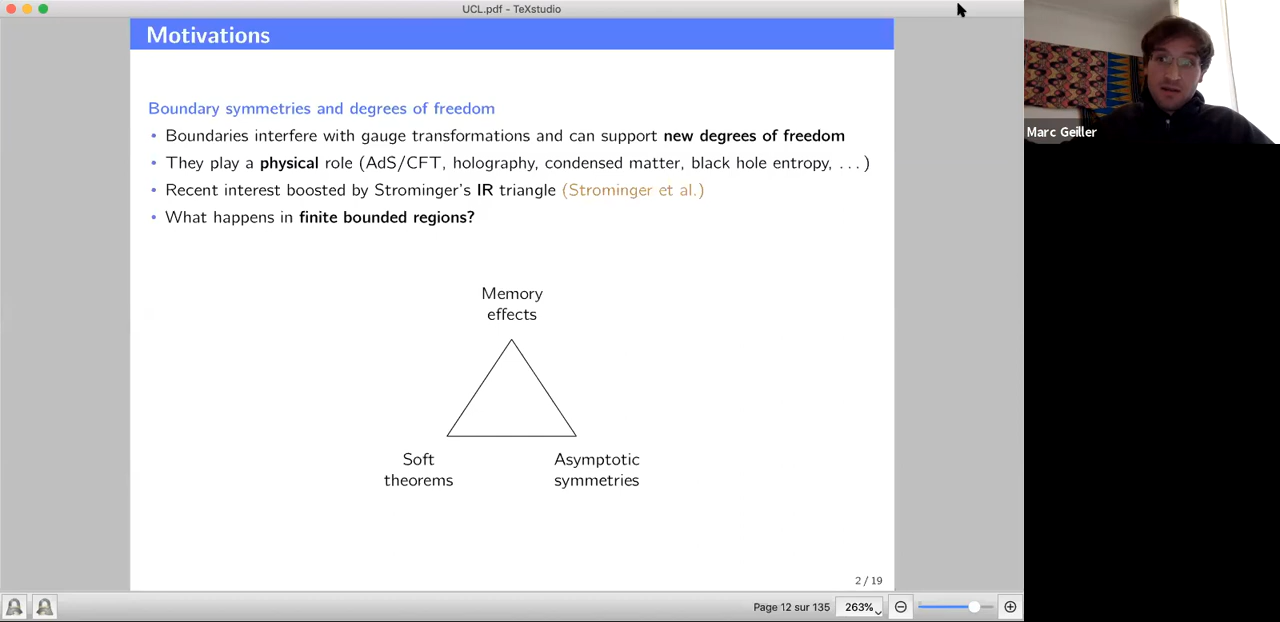 UCL.pdf - TeXstudio
Motivations
Boundary symmetries and degrees of freedom
• Boundaries interfere with gauge transformations and can support new degrees of freedom
• They play a physical role (AdS/CFT, holography, condensed matter, black hole entropy, ...)
• Recent interest boosted by Strominger's IR triangle (Strominger et al.)
• What happens in finite bounded regions?
Memory
effects
Soft
theorems
Asymptotic
symmetries
2 / 19
Page 12 sur 135
263%
Marc Geiller